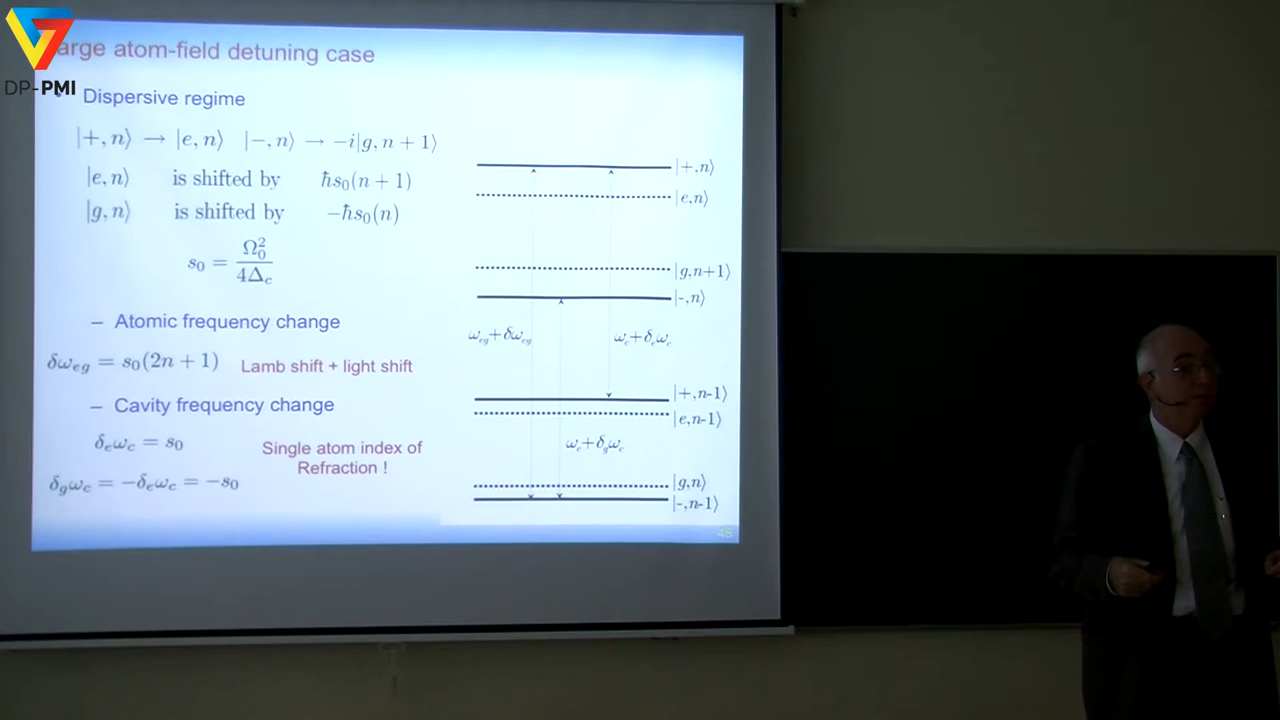 arge atom-field detuning case
DP-PMI
Dispersive regime
|+, n⟩ → |e, n⟩ |−, n⟩ → −i|g, n + 1⟩
|e, n⟩ is shifted by ħs₀(n + 1)
|g, n⟩ is shifted by −ħs₀(n)
s₀ = Ω₀² / 4Δ_c
– Atomic frequency change
δω_eg = s₀(2n + 1) Lamb shift + light shift
– Cavity frequency change
δ_eω_c = s₀
Single atom index of
Refraction !
δ_gω_c = −δ_eω_c = −s₀
|+,n⟩
|e,n⟩
|g,n+1⟩
|-,n⟩
ω_eg+δω_eg
ω_c+δ_eω_c
|+,n-1⟩
|e,n-1⟩
ω_c+δ_gω_c
|g,n⟩
|-,n-1⟩
48